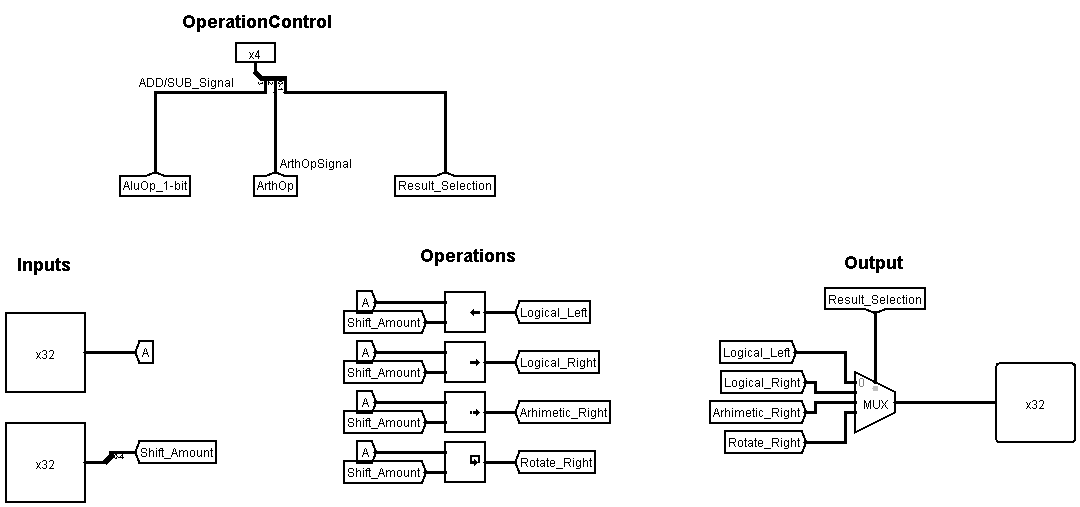 OperationControl
x4
ADD/SUB_Signal
ArthOpSignal
AluOp_1-bit
ArthOp
Result_Selection
Inputs
x32
A
x32
Shift_Amount
Operations
A
Shift_Amount
Logical_Left
A
Shift_Amount
Logical_Right
A
Shift_Amount
Arhimetic_Right
A
Shift_Amount
Rotate_Right
Output
Result_Selection
Logical_Left
Logical_Right
Arhimetic_Right
Rotate_Right
0
MUX
x32